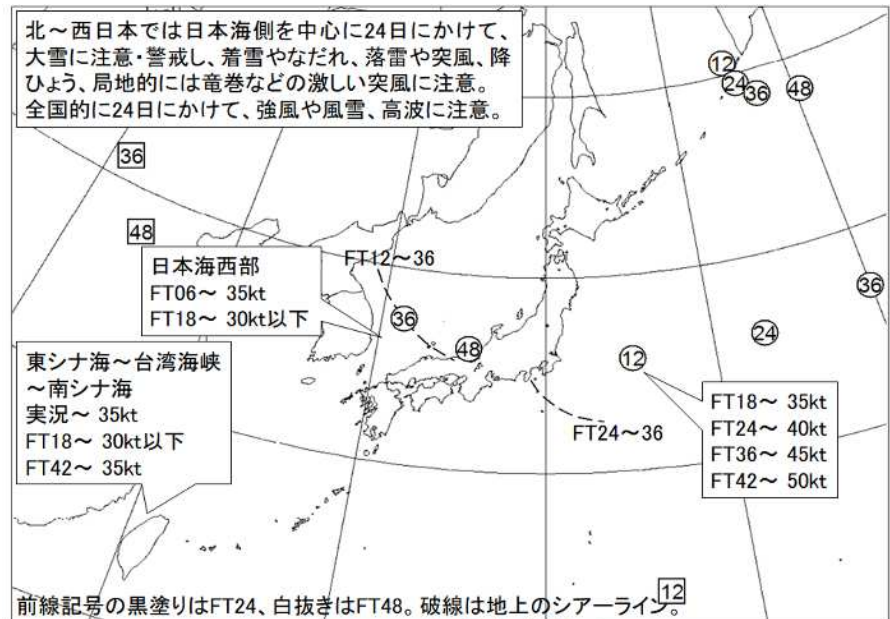 北～西日本では日本海側を中心に24日にかけて、
大雪に注意・警戒し、着雪やなだれ、落雷や突風、降
ひょう、局地的には竜巻などの激しい突風に注意。
全国的に24日にかけて、強風や風雪、高波に注意。
12
24
36
48
36
48
日本海西部
FT06～ 35kt
FT18～ 30kt以下
FT12～36
36
48
36
24
12
東シナ海～台湾海峡
～南シナ海
実況～ 35kt
FT18～ 30kt以下
FT42～ 35kt
FT24～36
FT18～ 35kt
FT24～ 40kt
FT36～ 45kt
FT42～ 50kt
12
前線記号の黒塗りはFT24、白抜きはFT48。破線は地上のシアーライン。